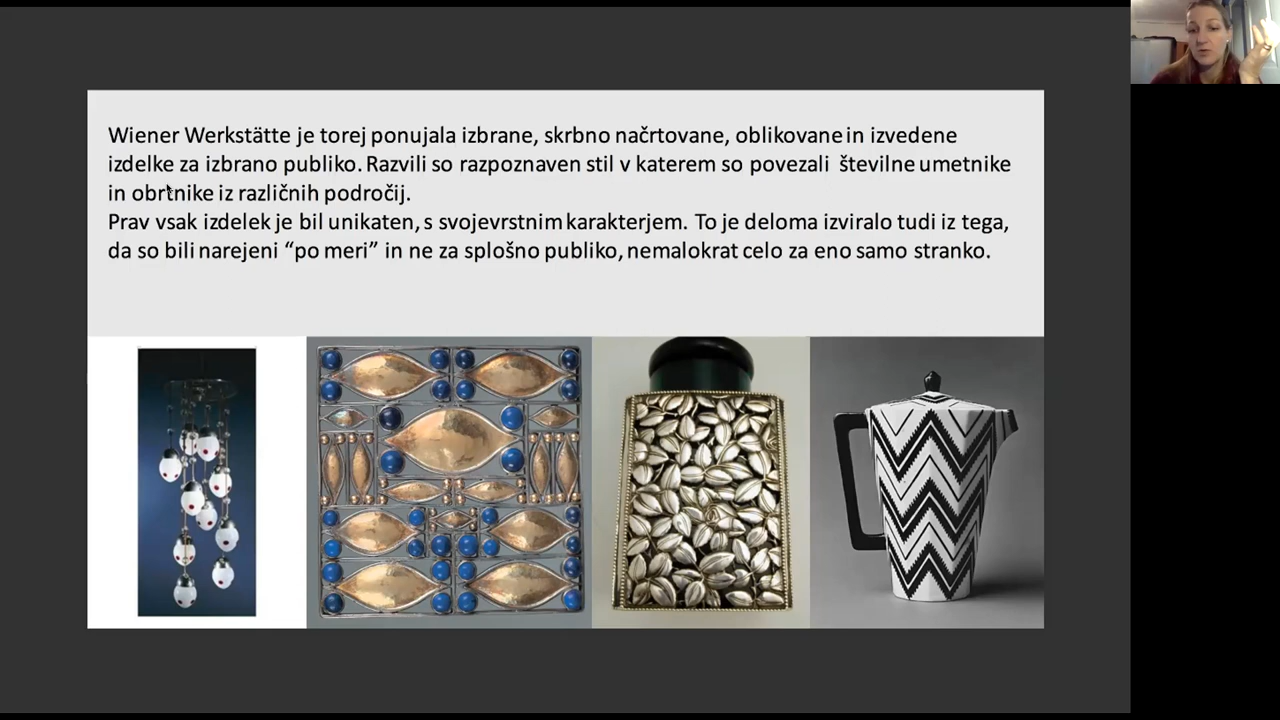 Wiener Werkstätte je torej ponujala izbrane, skrbno načrtovane, oblikovane in izvedene
izdelke za izbrano publiko. Razvili so razpoznaven stil v katerem so povezali številne umetnike
in obrtnike iz različnih področij.
Prav vsak izdelek je bil unikaten, s svojevrstnim karakterjem. To je deloma izviralo tudi iz tega,
da so bili narejeni “po meri” in ne za splošno publiko, nemalokrat celo za eno samo stranko.